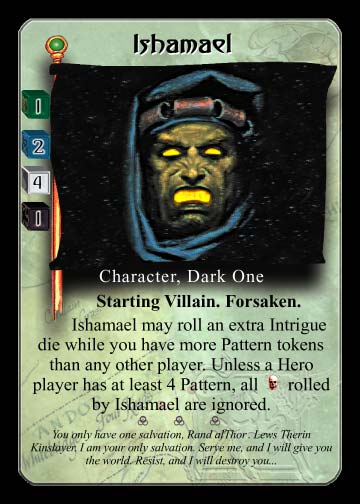 Ishamael
1
2
4
1
Character, Dark One
Starting Villain. Forsaken.
Ishamael may roll an extra Intrigue
die while you have more Pattern tokens
than any other player. Unless a Hero
player has at least 4 Pattern, all rolled
by Ishamael are ignored.
You only have one salvation, Rand al'Thor: Lews Therin
Kinslayer, I am your only salvation. Serve me, and I will give you
the world. Resist, and I will destroy you...